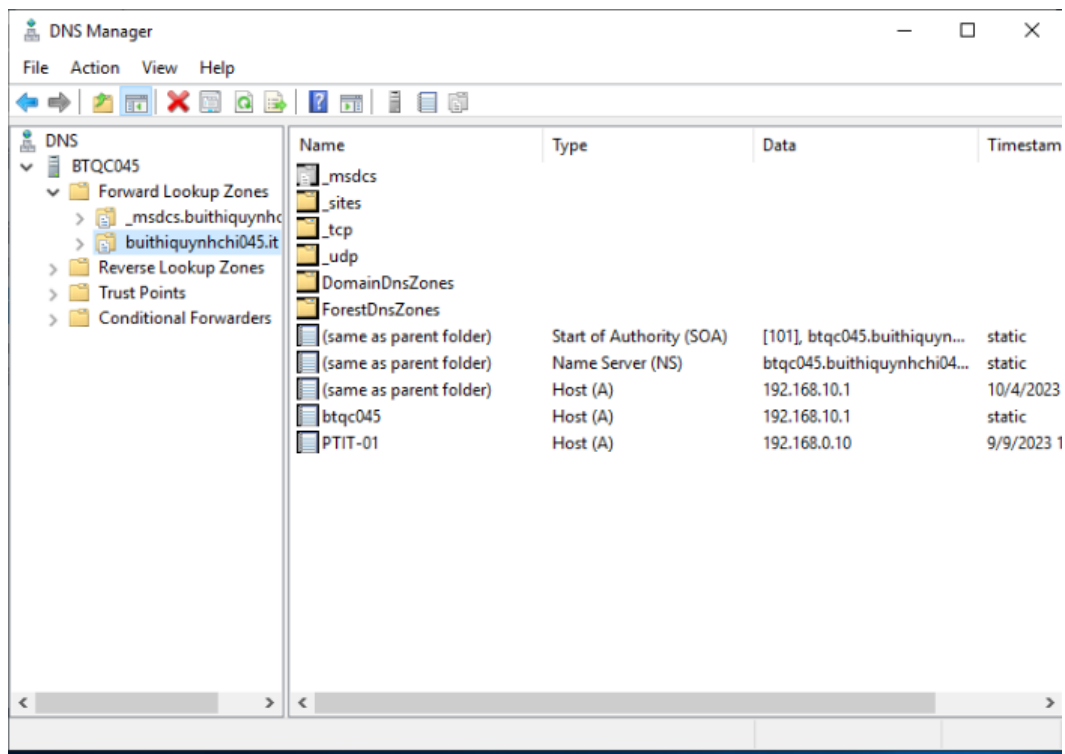 DNS Manager
File Action View Help
DNS
BTQC045
Forward Lookup Zones
_msdcs.buithiquynhc
buithiquynhchi045.it
Reverse Lookup Zones
Trust Points
Conditional Forwarders
Name Type Data Timestam
_msdcs
_sites
_tcp
_udp
DomainDnsZones
ForestDnsZones
(same as parent folder) Start of Authority (SOA) [101], btqc045.buithiquyn... static
(same as parent folder) Name Server (NS) btqc045.buithiquynhchi04... static
(same as parent folder) Host (A) 192.168.10.1 10/4/2023
btqc045 Host (A) 192.168.10.1 static
PTIT-01 Host (A) 192.168.0.10 9/9/2023 1